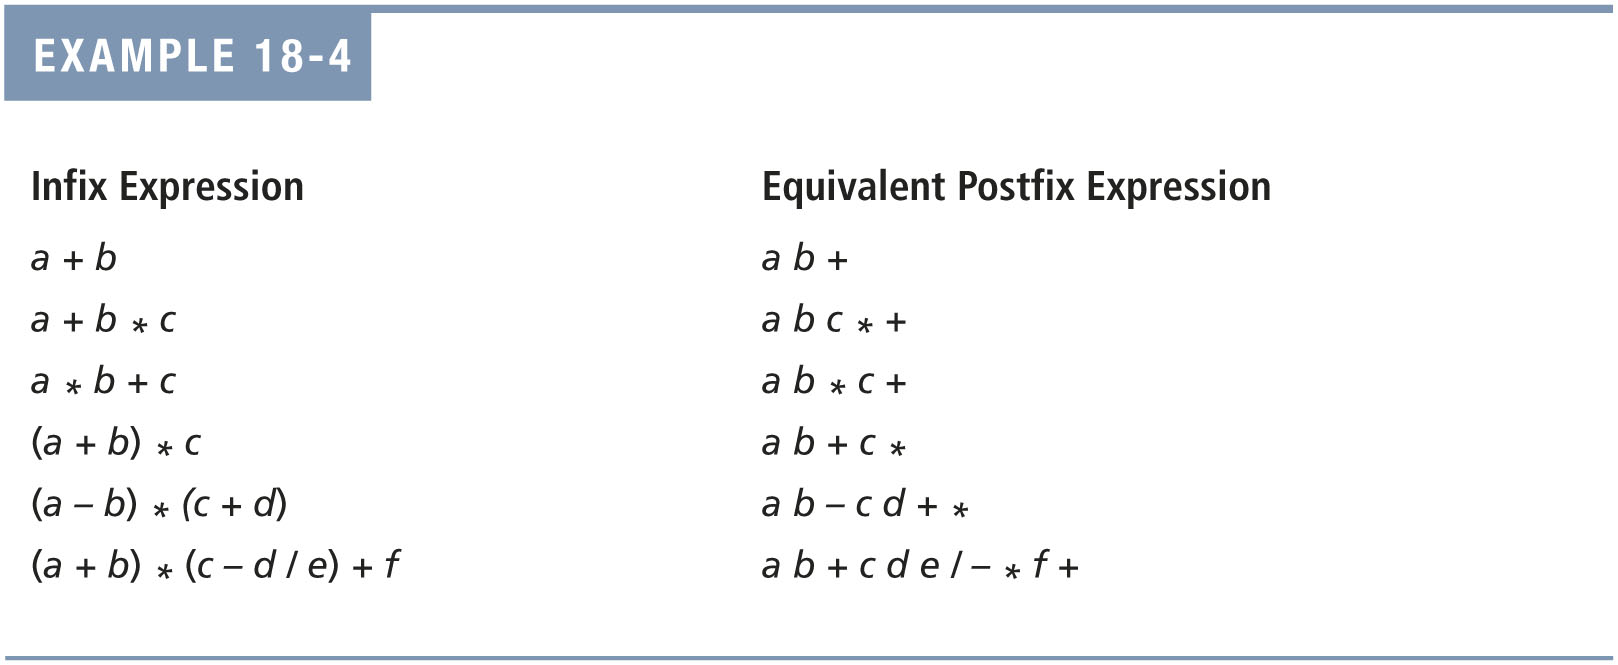 EXAMPLE 18-4
Infix Expression Equivalent Postfix Expression
a + b a b +
a + b * c a b c * +
a * b + c a b * c +
(a + b) * c a b + c *
(a – b) * (c + d) a b – c d + *
(a + b) * (c – d / e) + f a b + c d e / – * f +